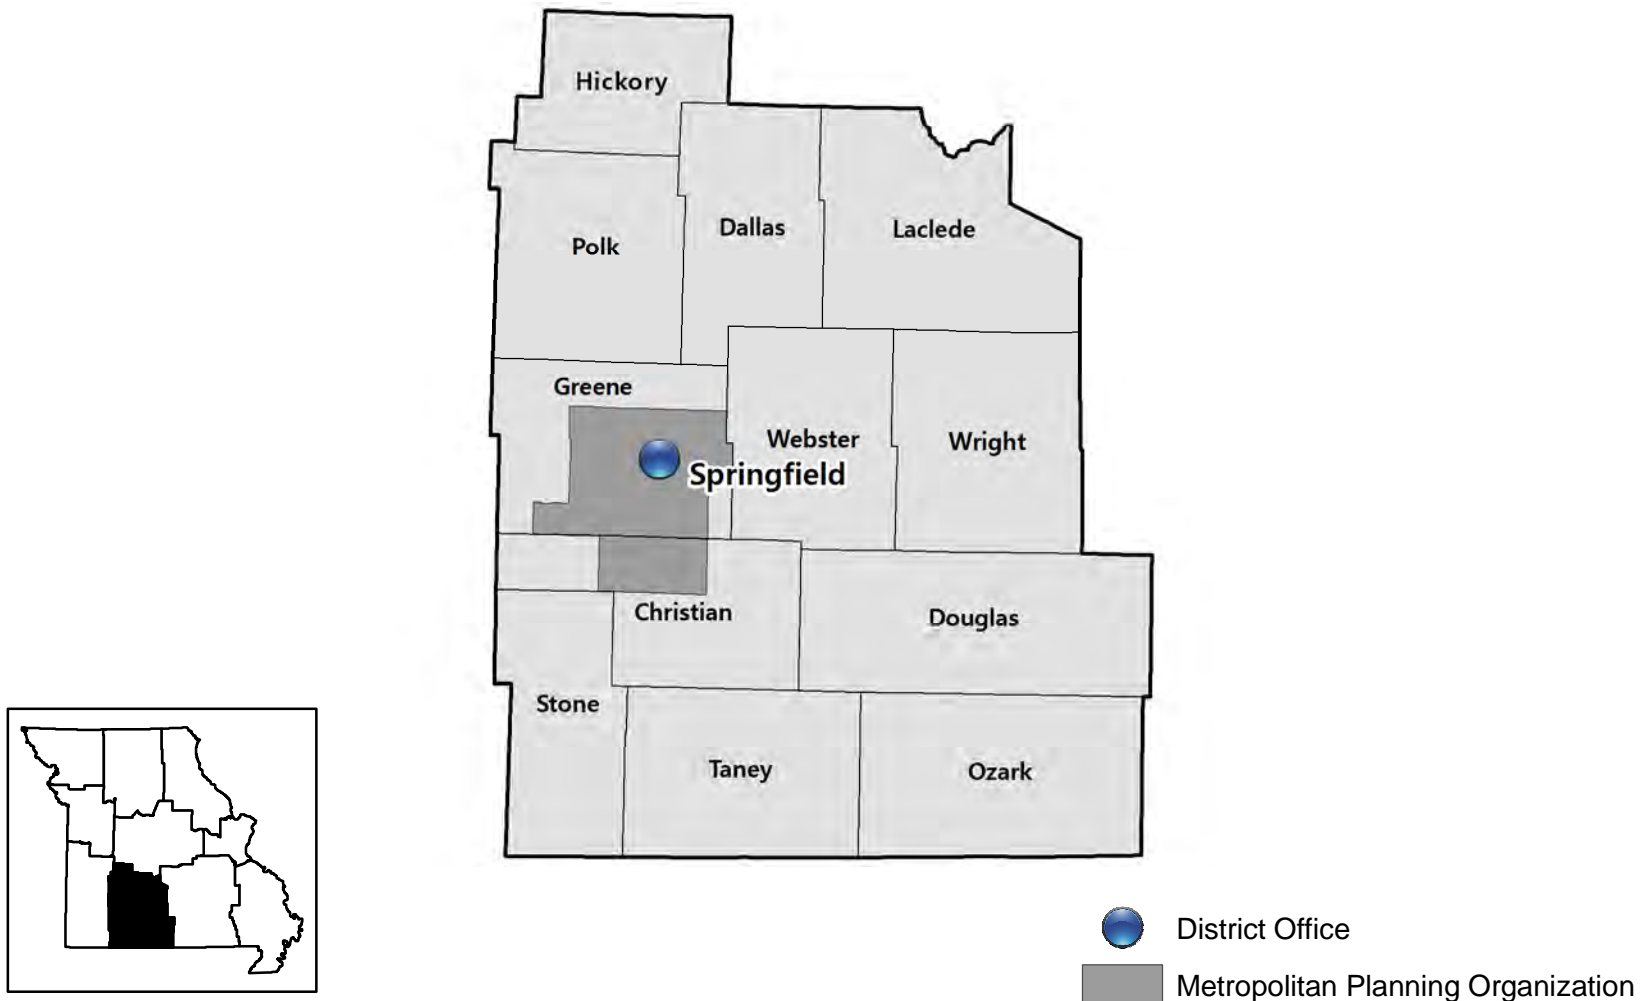 Hickory
Dallas
Laclede
Polk
Greene
Webster
Wright
Springfield
Christian
Douglas
Stone
Taney
Ozark
District Office
Metropolitan Planning Organization